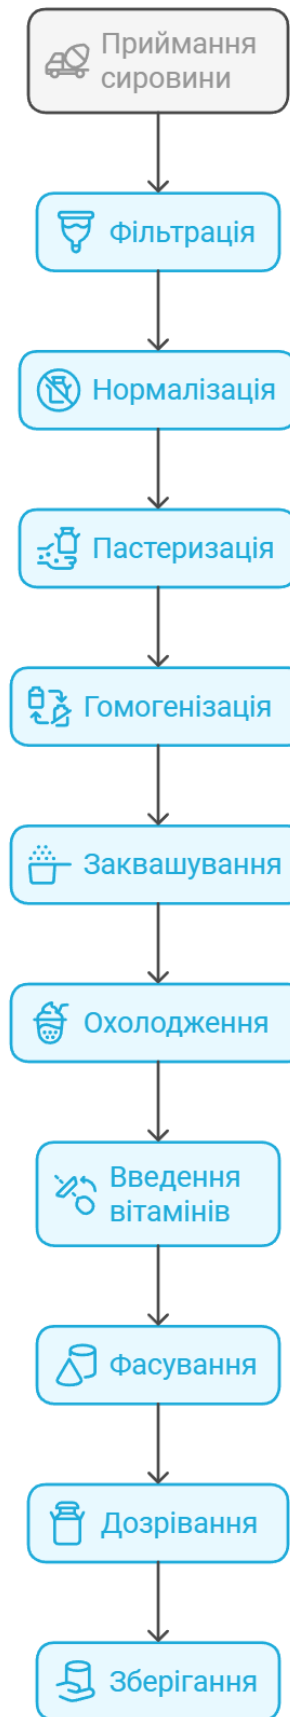 Приймання
сировини
Фільтрація
Нормалізація
Пастеризація
Гомогенізація
Заквашування
Охолодження
Введення
вітамінів
Фасування
Дозрівання
Зберігання